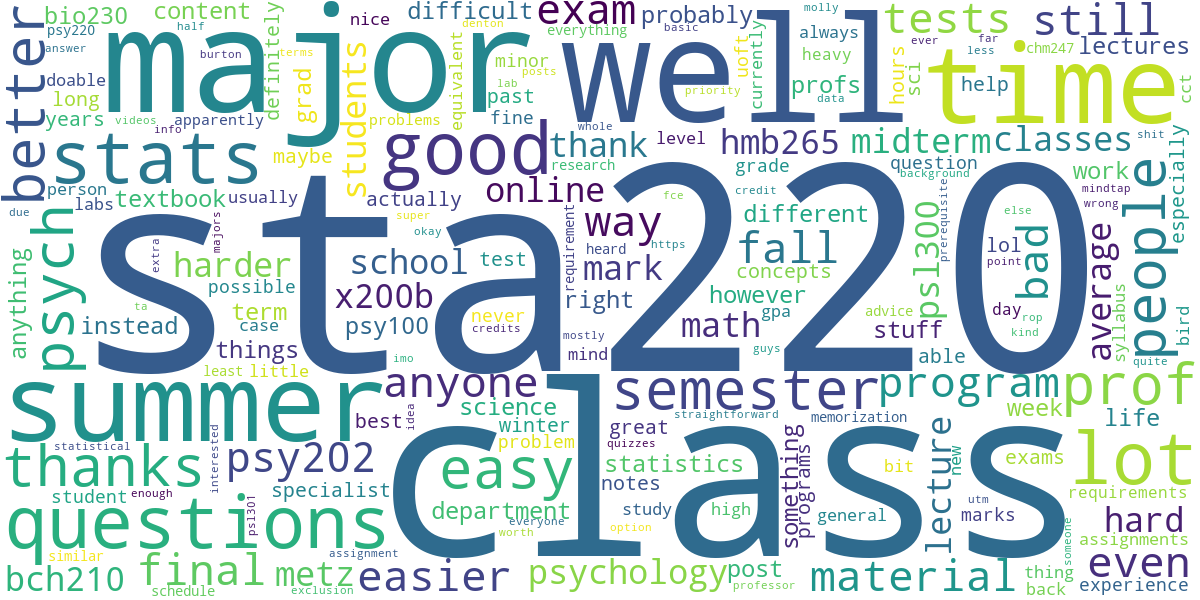 bio230
content
difficult
exam
probably
tests
still
psy220
half
nice
everything
molly
always
answer
burton
definitely
denton
basic
ever
far
chm247
lectures
doable
terms
major
well
minor
uoft
currently
heavy
less
time
better
long
grad
students
lab
posts
equivalent
past
priority
profs
hours
sci
help
cct
years
videos
apparently
problems
fine
data
info
whole
stats
maybe
good
thank
level
hmb265
midterm
classes
shit
research
grade
question
background
work
especially
person
textbook
usually
actually
online
fce
credit
mindtap
wrong
labs
due
super
way
different
psl300
else
people
psych
majors
okay
requirement
heard
https
fall
prerequisite
lol
bad
average
sta220
extra
harder
school
test
mark
concepts
point
anything
possible
right
however
day
syllabus
bird
ta
term
x200b
never
gpa
advice
rop
instead
case
psy100
credits
mostly
math
stuff
kind
things
imo
mind
guys
able
quite
least
little
summer
anyone
semester
program
prof
best
idea
science
great
straightforward
memorization
week
life
winter
statistical
interested
psy202
problem
quizzes
something
programs
lecture
new
exams
lot
thanks
easy
statistics
bit
student
enough
specialist
class
notes
utm
requirements
psl301
department
everyone
study
high
general
marks
hard
questions
worth
option
assignments
similar
assignment
someone
bch210
final
metz
easier
psychology
post
material
thing
even
schedule
exclusion
professor
back
experience